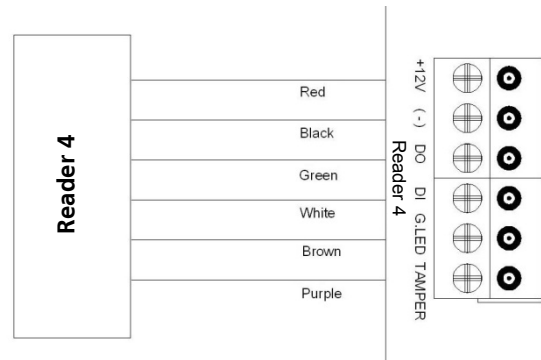 Reader 4
Red
Black
Green
White
Brown
Purple
Reader 4
+12V
(-)
DO
DI
G.LED
TAMPER